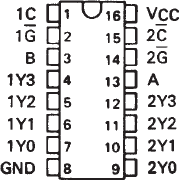 1C 1 16 VCC
1G̅ 2 15 2C̅
B 3 14 2G̅
1Y3 4 13 A
1Y2 5 12 2Y3
1Y1 6 11 2Y2
1Y0 7 10 2Y1
GND 8 9 2Y0